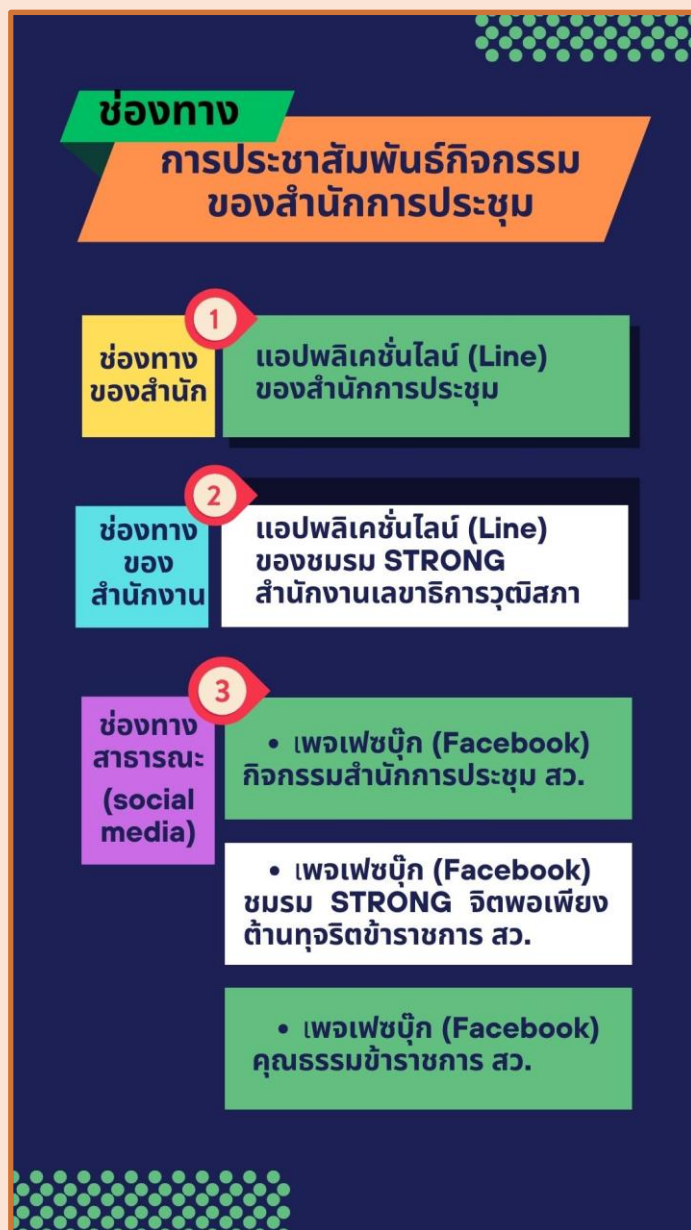 ช่องทาง
การประชาสัมพันธ์กิจกรรม
ของสำนักการประชุม
1
ช่องทาง
ของสำนัก
แอปพลิเคชั่นไลน์ (Line)
ของสำนักการประชุม
2
ช่องทาง
ของ
สำนักงาน
แอปพลิเคชั่นไลน์ (Line)
ของชมรม STRONG
สำนักงานเลขาธิการวุฒิสภา
3
ช่องทาง
สาธารณะ
(social
media)
• เพจเฟซบุ๊ก (Facebook)
กิจกรรมสำนักการประชุม สว.
• เพจเฟซบุ๊ก (Facebook)
ชมรม STRONG จิตพอเพียง
ต้านทุจริตข้าราชการ สว.
• เพจเฟซบุ๊ก (Facebook)
คุณธรรมข้าราชการ สว.